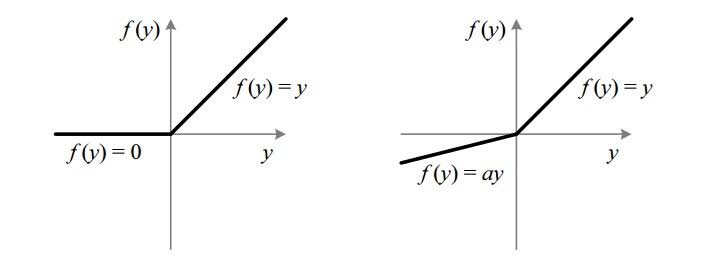 f(y)
f(y) = y
f(y) = 0
y
f(y)
f(y) = y
f(y) = ay
y